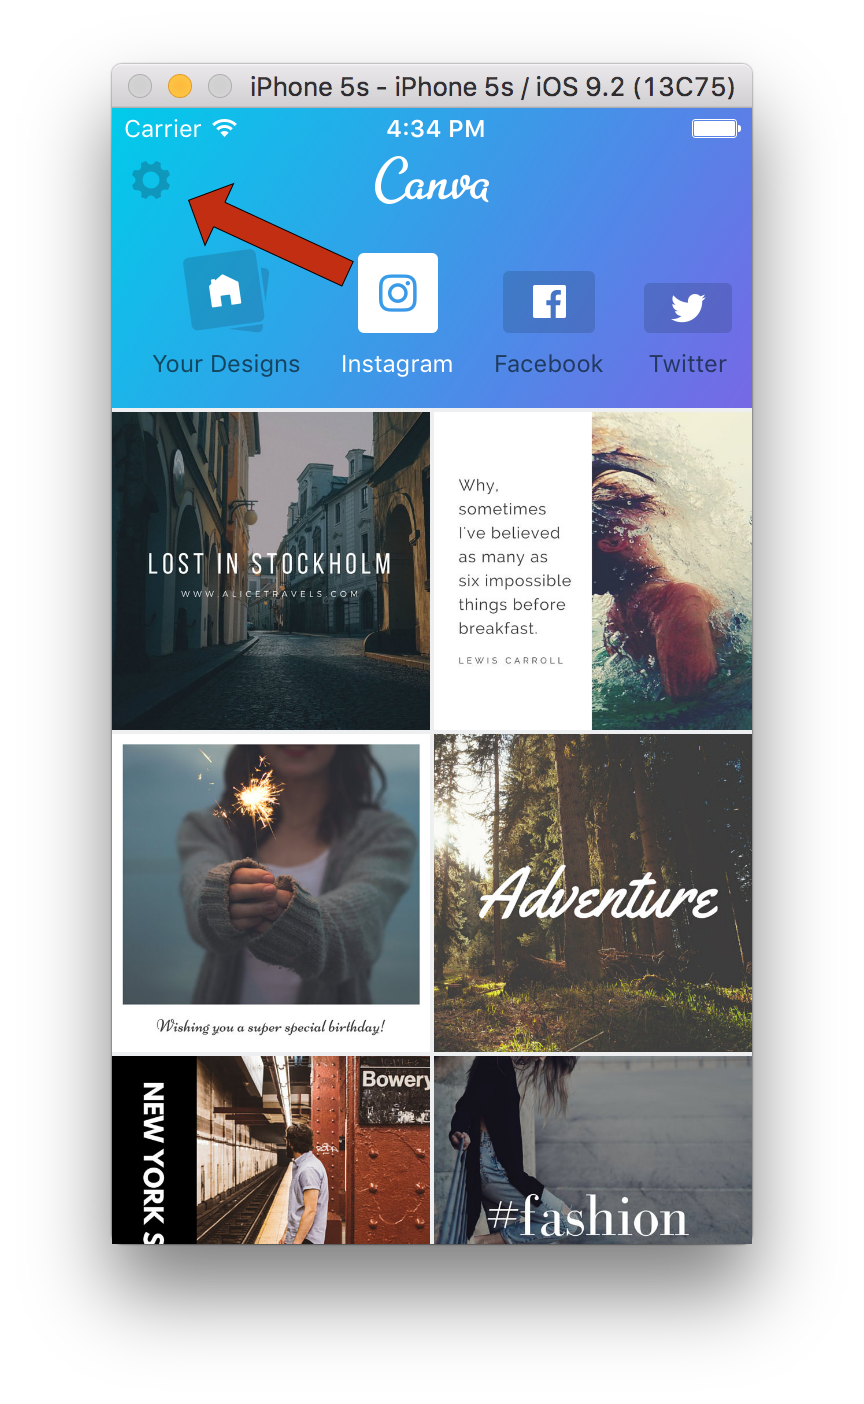 iPhone 5s - iPhone 5s / iOS 9.2 (13C75)
Carrier 4:34 PM
Canva
Your Designs Instagram Facebook Twitter
LOST IN STOCKHOLM
WWW.ALICETRAVELS.COM
Why,
sometimes
I've believed
as many as
six impossible
things before
breakfast.
LEWIS CARROLL
Wishing you a super special birthday!
Adventure
NEW YORK S
Bowery
#fashion